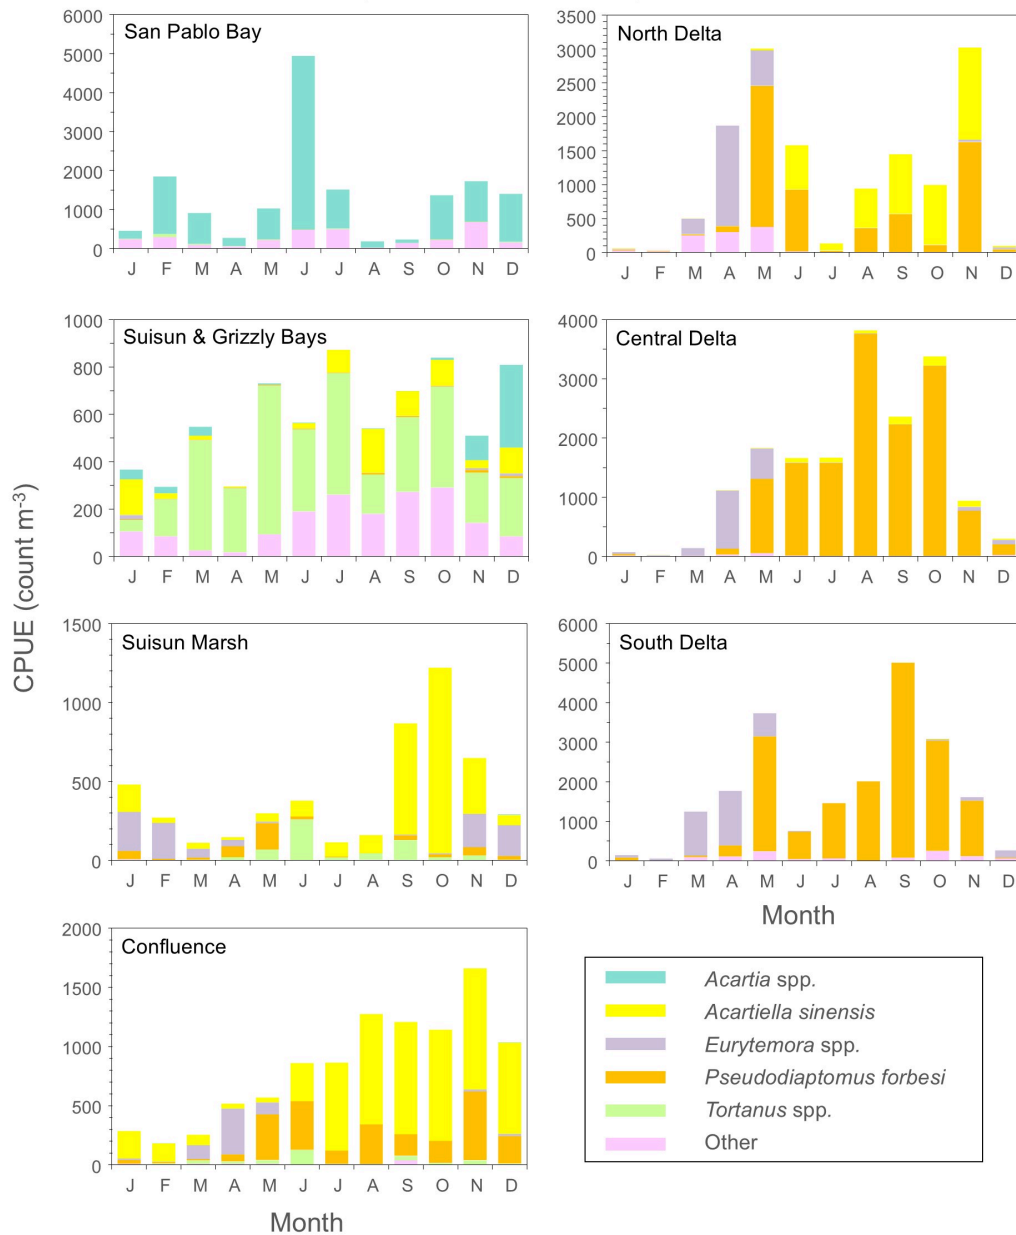 San Pablo Bay
6000
5000
4000
3000
2000
1000
0
J F M A M J J A S O N D
North Delta
3500
3000
2500
2000
1500
1000
500
0
J F M A M J J A S O N D
Suisun & Grizzly Bays
1000
800
600
400
200
0
J F M A M J J A S O N D
Central Delta
4000
3000
2000
1000
0
J F M A M J J A S O N D
CPUE (count m-3)
Suisun Marsh
1500
1000
500
0
J F M A M J J A S O N D
South Delta
6000
5000
4000
3000
2000
1000
0
J F M A M J J A S O N D
Month
Confluence
2000
1500
1000
500
0
J F M A M J J A S O N D
Month
Acartia spp.
Acartiella sinensis
Eurytemora spp.
Pseudodiaptomus forbesi
Tortanus spp.
Other